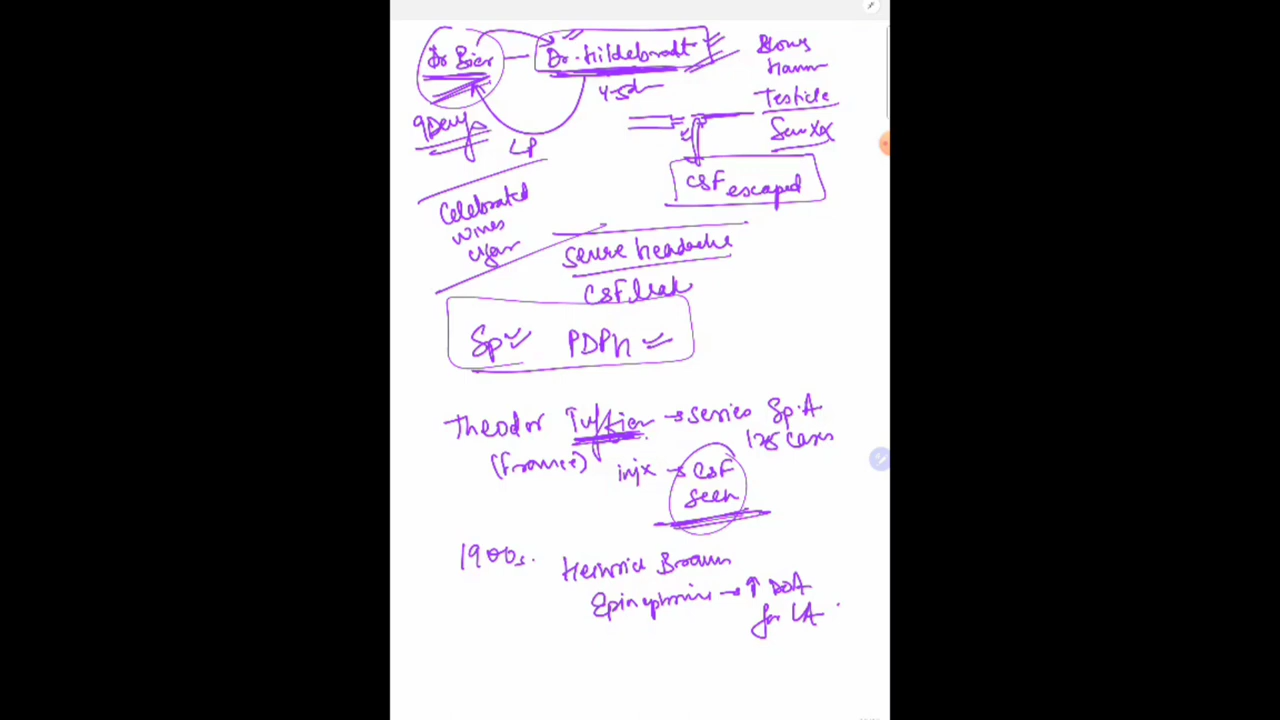 Dr Bier
Dr. Hildebrandt
Blows
Hamm
Testicle
9 Days
LP
CSF escaped
Celebrated
wines
cigar
severe headache
CSF leak
Sp PDPH
Theodor Tuffier → series Sp.A
125 cases
(France)
injx → CSF
seen
1900s.
Heinrich Braun
Epinephrine → ↑ DOA
for LA